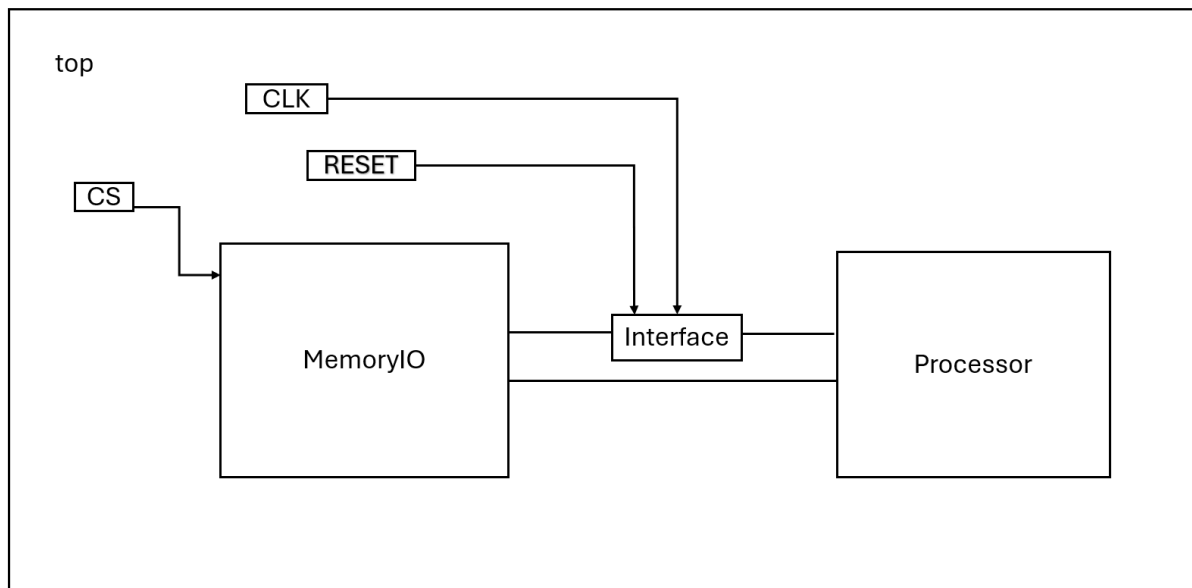 top
CLK
RESET
CS
Interface
MemoryIO
Processor